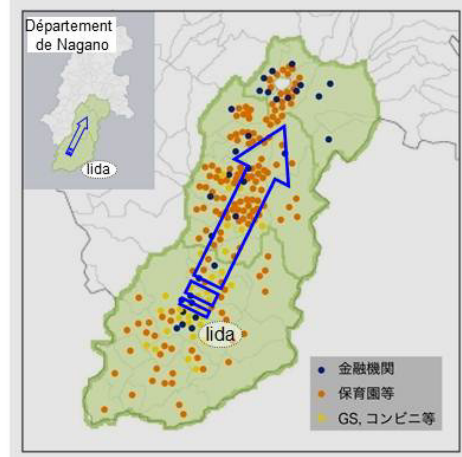 Département
de Nagano
Iida
Iida
金融機関
保育園等
GS, コンビニ等